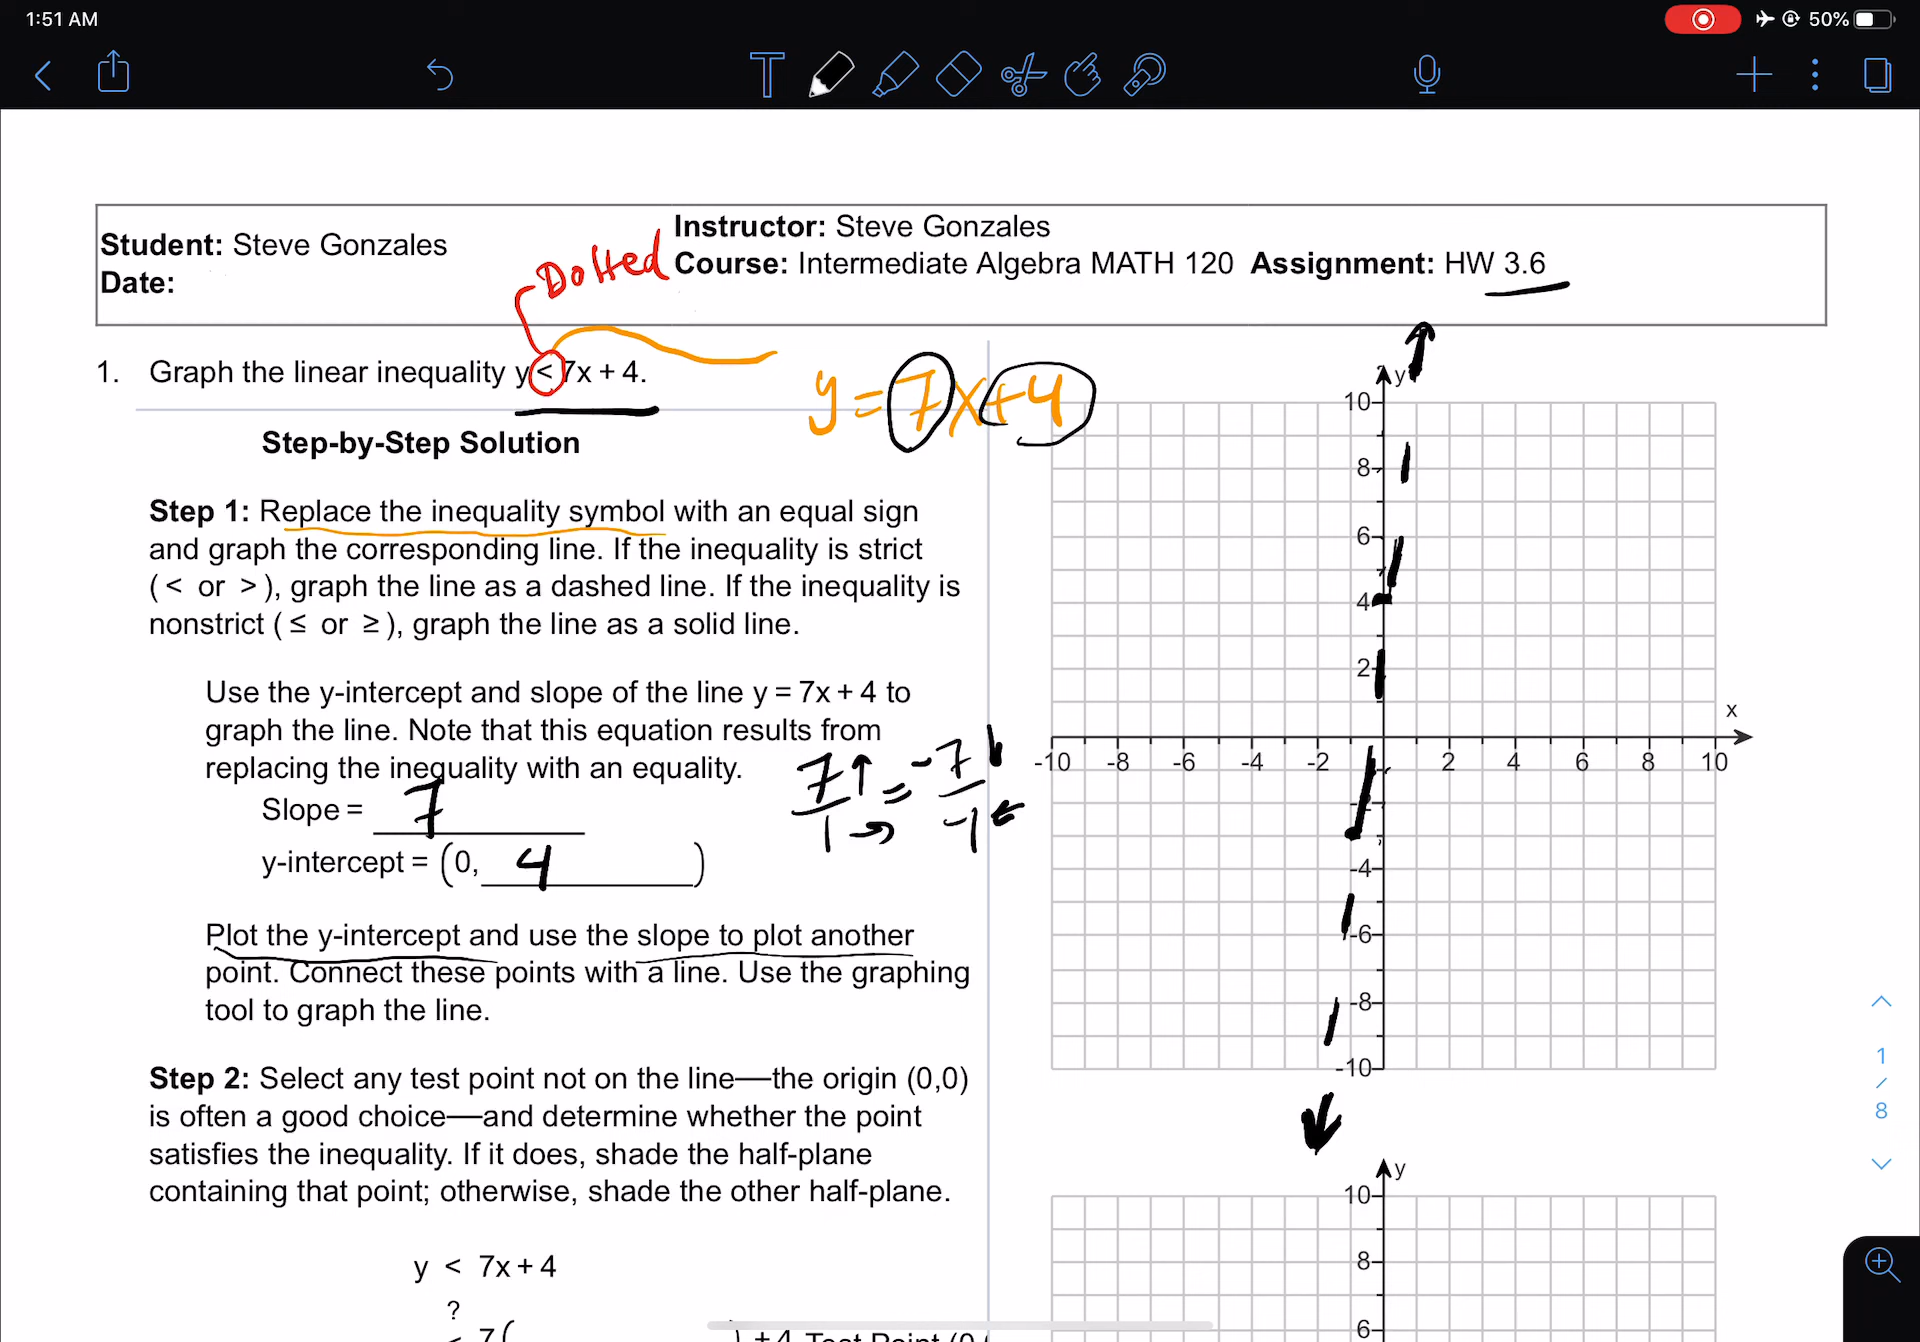 1:51 AM
50%
Student: Steve Gonzales
Date:
Instructor: Steve Gonzales
Course: Intermediate Algebra MATH 120 Assignment: HW 3.6
Dotted
1. Graph the linear inequality y < 7x + 4.
y = 7x + 4
Step-by-Step Solution
Step 1: Replace the inequality symbol with an equal sign
and graph the corresponding line. If the inequality is strict
( < or > ), graph the line as a dashed line. If the inequality is
nonstrict ( ≤ or ≥ ), graph the line as a solid line.
Use the y-intercept and slope of the line y = 7x + 4 to
graph the line. Note that this equation results from
replacing the inequality with an equality.
7↑/1→ = -7↓/-1←
Slope = 7
y-intercept = (0, 4 )
Plot the y-intercept and use the slope to plot another
point. Connect these points with a line. Use the graphing
tool to graph the line.
Step 2: Select any test point not on the line—the origin (0,0)
is often a good choice—and determine whether the point
satisfies the inequality. If it does, shade the half-plane
containing that point; otherwise, shade the other half-plane.
y < 7x + 4
?
< 7(
) + 4 Test Point (0,
y
10
8
6
4
2
x
-10 -8 -6 -4 -2 2 4 6 8 10
-4
-6
-8
-10
y
10
8
6
1
/
8